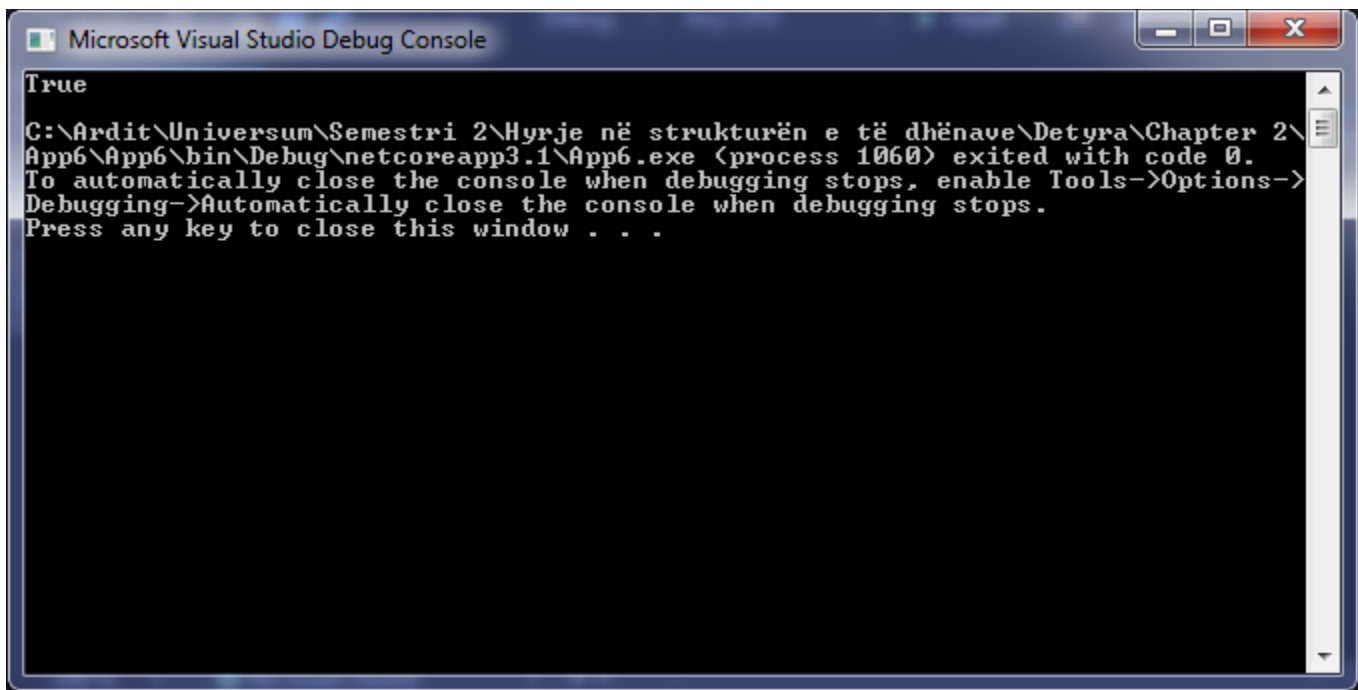 Microsoft Visual Studio Debug Console
True
C:\Ardit\Universum\Semestri 2\Hyrje në strukturën e të dhënave\Detyra\Chapter 2\
App6\App6\bin\Debug\netcoreapp3.1\App6.exe (process 1060) exited with code 0.
To automatically close the console when debugging stops, enable Tools->Options->
Debugging->Automatically close the console when debugging stops.
Press any key to close this window . . .